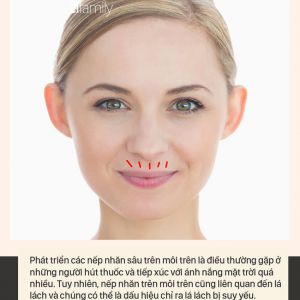 family
Phát triển các nếp nhăn sâu trên môi trên là điều thường gặp ở
những người hút thuốc và tiếp xúc với ánh nắng mặt trời quá
nhiều. Tuy nhiên, nếp nhăn trên môi trên cũng liên quan đến lá
lách và chúng có thể là dấu hiệu chỉ ra lá lách bị suy yếu.